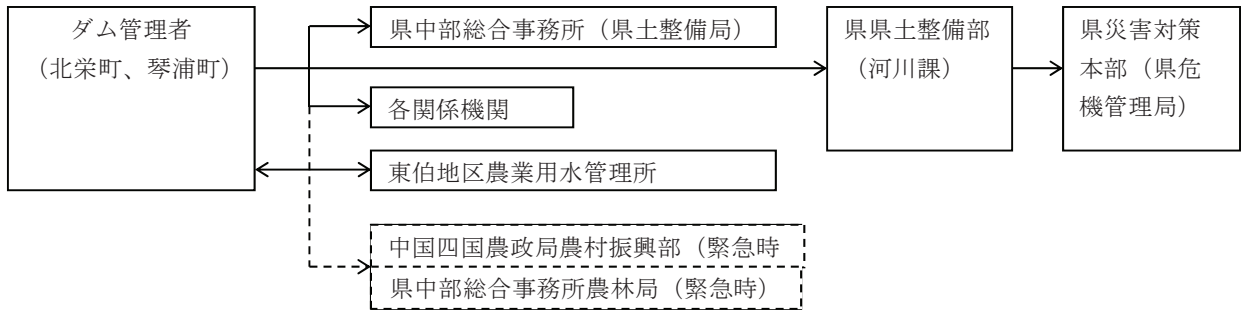 ダム管理者
（北栄町、琴浦町）
県中部総合事務所（県土整備局）
各関係機関
東伯地区農業用水管理所
中国四国農政局農村振興部（緊急時
県中部総合事務所農林局（緊急時）
県県土整備部
（河川課）
県災害対策
本部（県危
機管理局）